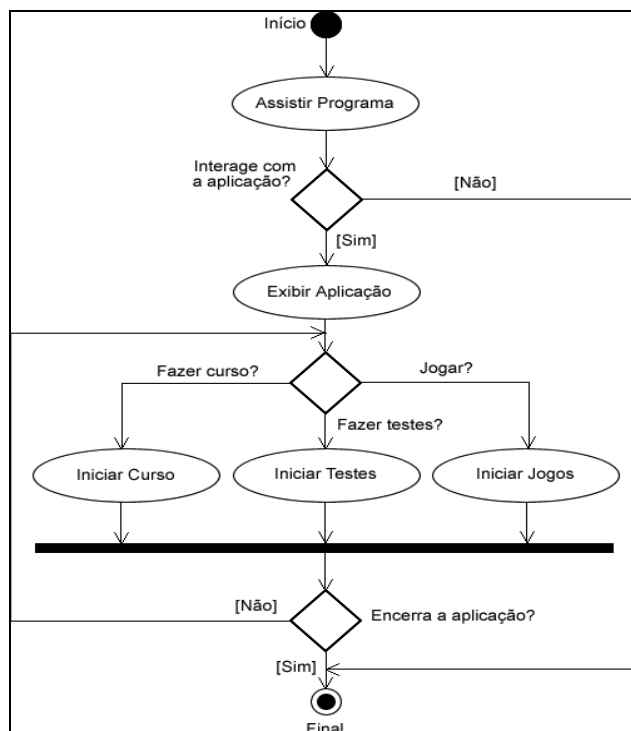 Início
Assistir Programa
Interage com
a aplicação?
[Não]
[Sim]
Exibir Aplicação
Fazer curso?
Jogar?
Fazer testes?
Iniciar Curso
Iniciar Testes
Iniciar Jogos
[Não]
Encerra a aplicação?
[Sim]
Final